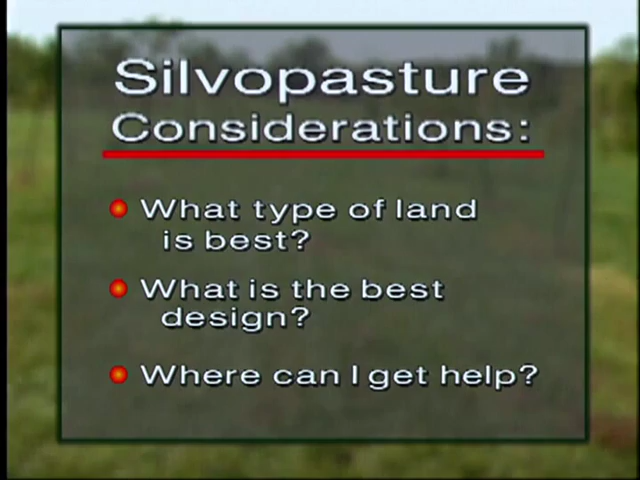 Silvopasture
Considerations:
What type of land
is best?
What is the best
design?
Where can I get help?